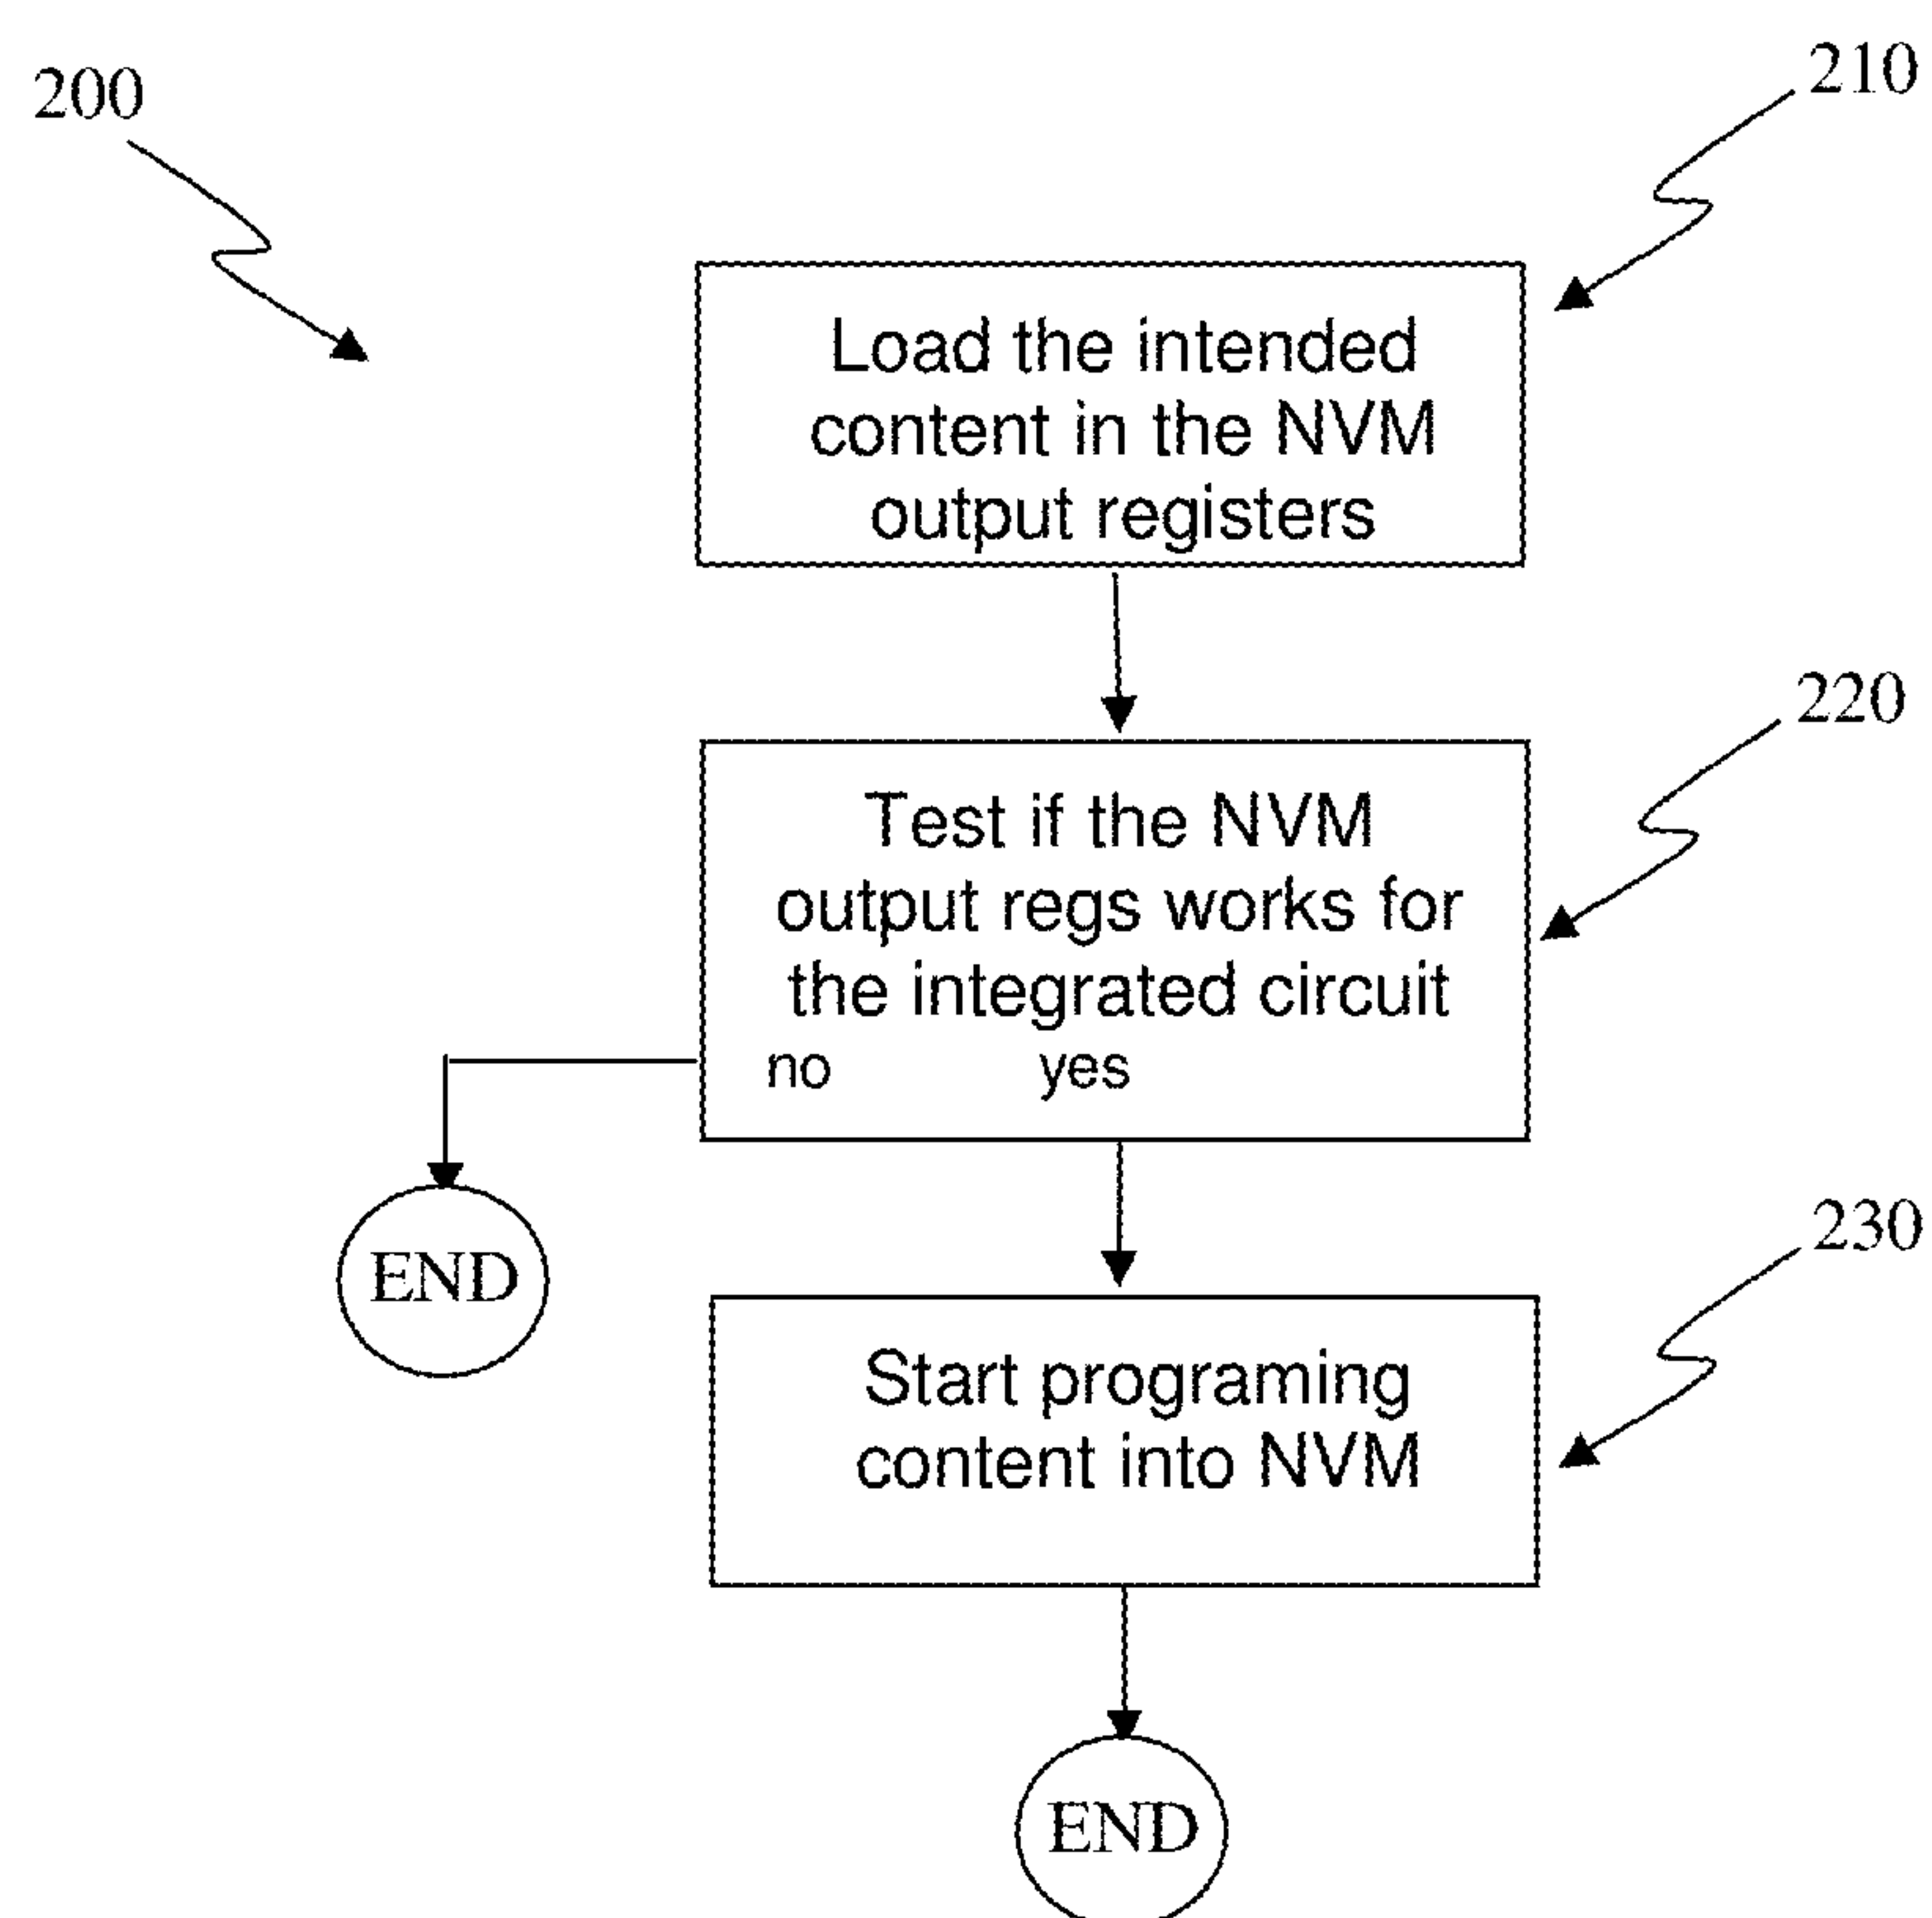 200
210
Load the intended
content in the NVM
output registers
220
Test if the NVM
output regs works for
the integrated circuit
no yes
END
230
Start programing
content into NVM
END